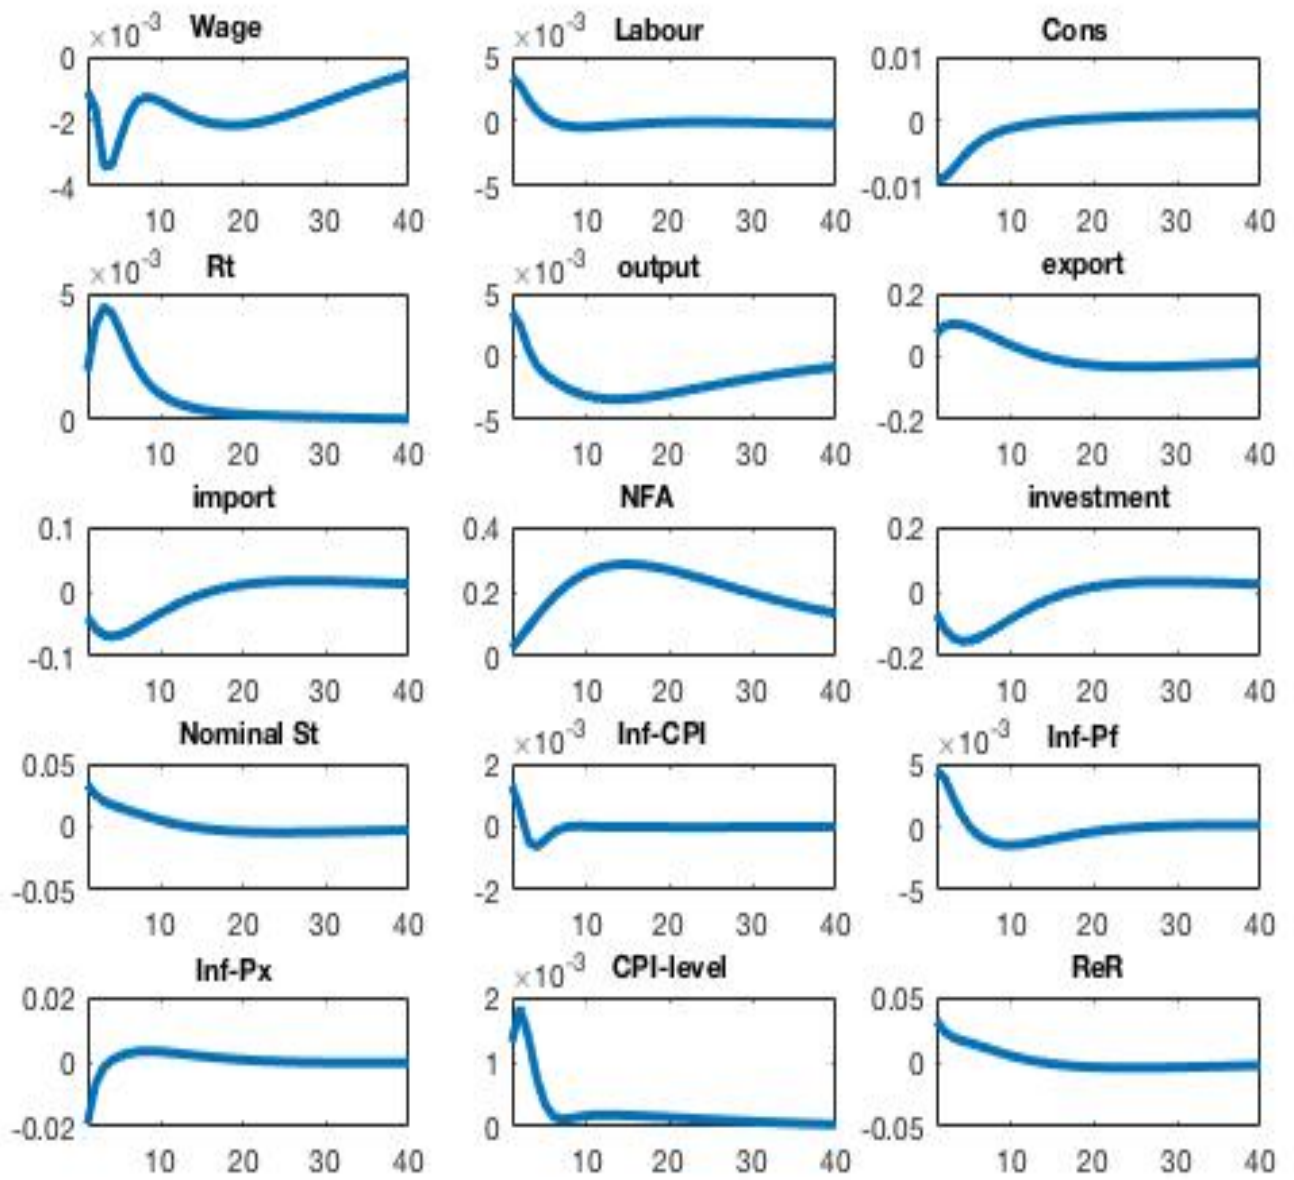 ×10⁻³ Wage
0
-2
-4
10 20 30 40
×10⁻³ Labour
5
0
-5
10 20 30 40
Cons
0.01
0
-0.01
10 20 30 40
×10⁻³ Rt
5
0
10 20 30 40
×10⁻³ output
5
0
-5
10 20 30 40
export
0.2
0
-0.2
10 20 30 40
import
0.1
0
-0.1
10 20 30 40
NFA
0.4
0.2
0
10 20 30 40
investment
0.2
0
-0.2
10 20 30 40
Nominal St
0.05
0
-0.05
10 20 30 40
×10⁻³ Inf-CPI
2
0
-2
10 20 30 40
×10⁻³ Inf-Pf
5
0
-5
10 20 30 40
Inf-Px
0.02
0
-0.02
10 20 30 40
×10⁻³ CPI-level
2
1
0
10 20 30 40
ReR
0.05
0
-0.05
10 20 30 40